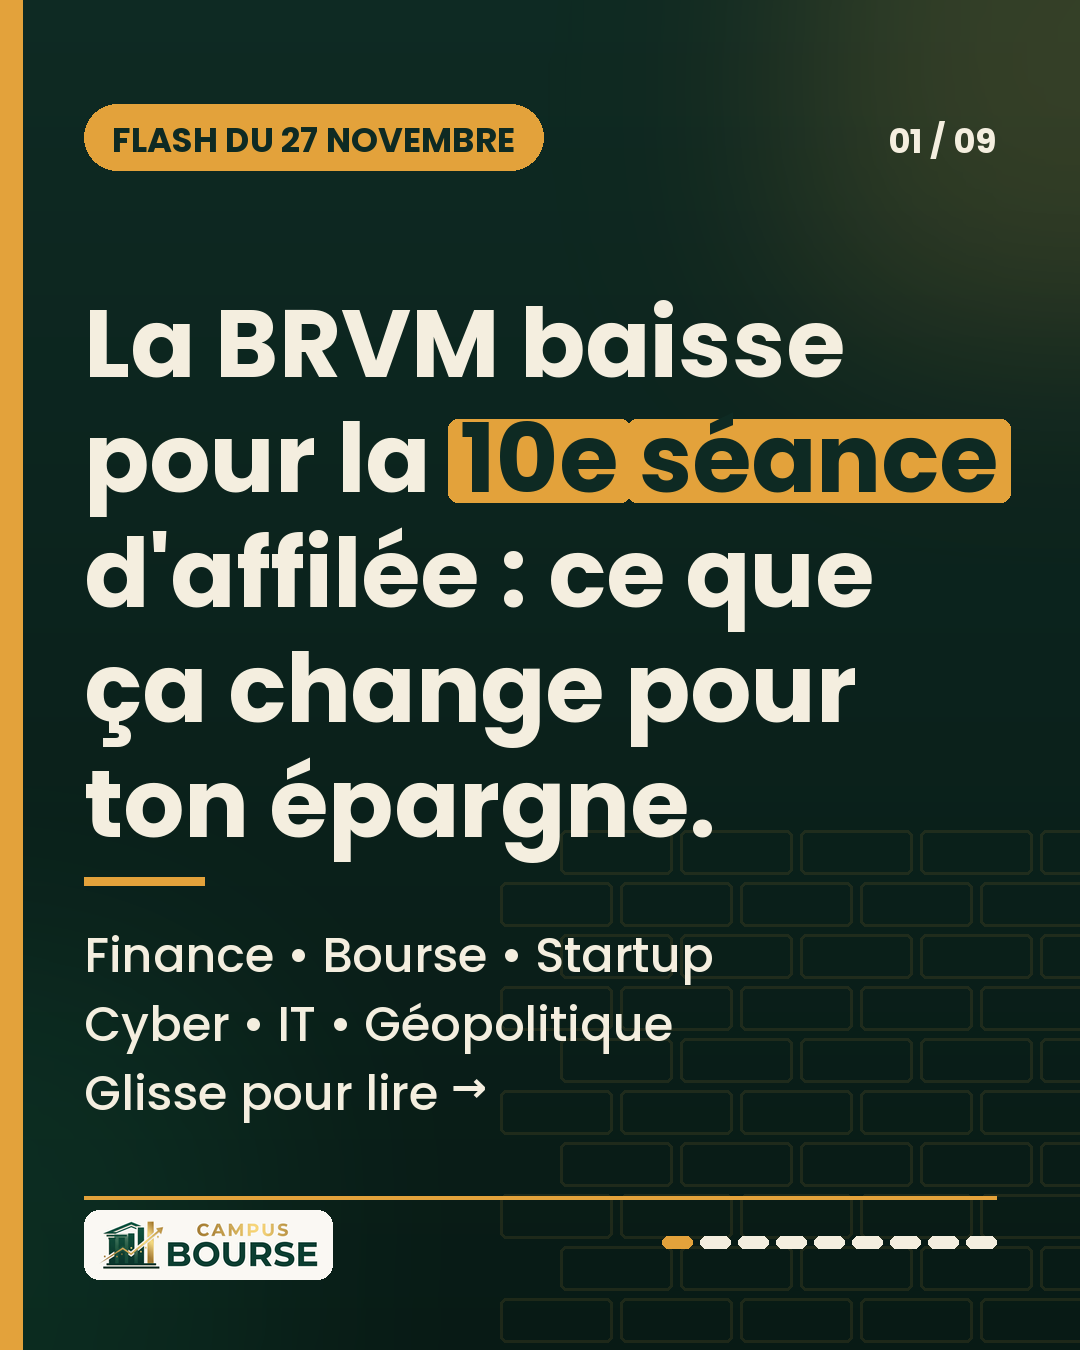 FLASH DU 27 NOVEMBRE
01 / 09
La BRVM baisse
pour la 10e séance
d'affilée : ce que
ça change pour
ton épargne.
Finance • Bourse • Startup
Cyber • IT • Géopolitique
Glisse pour lire →
CAMPUS
BOURSE